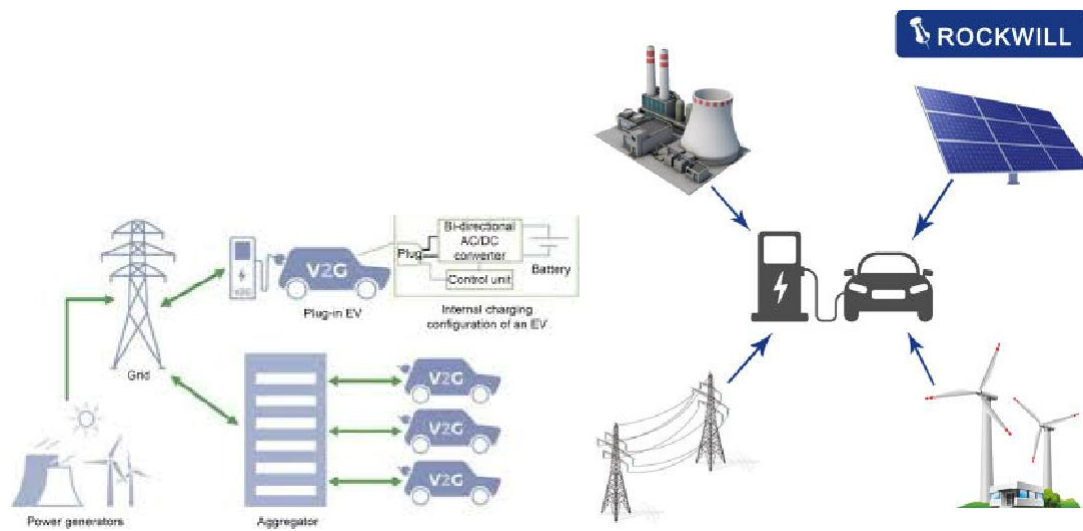 ROCKWILL
Bi-directional
AC/DC
converter
Plug
Battery
Control unit
V2G
Plug-in EV
Internal charging
configuration of an EV
Grid
V2G
V2G
V2G
Power generators
Aggregator